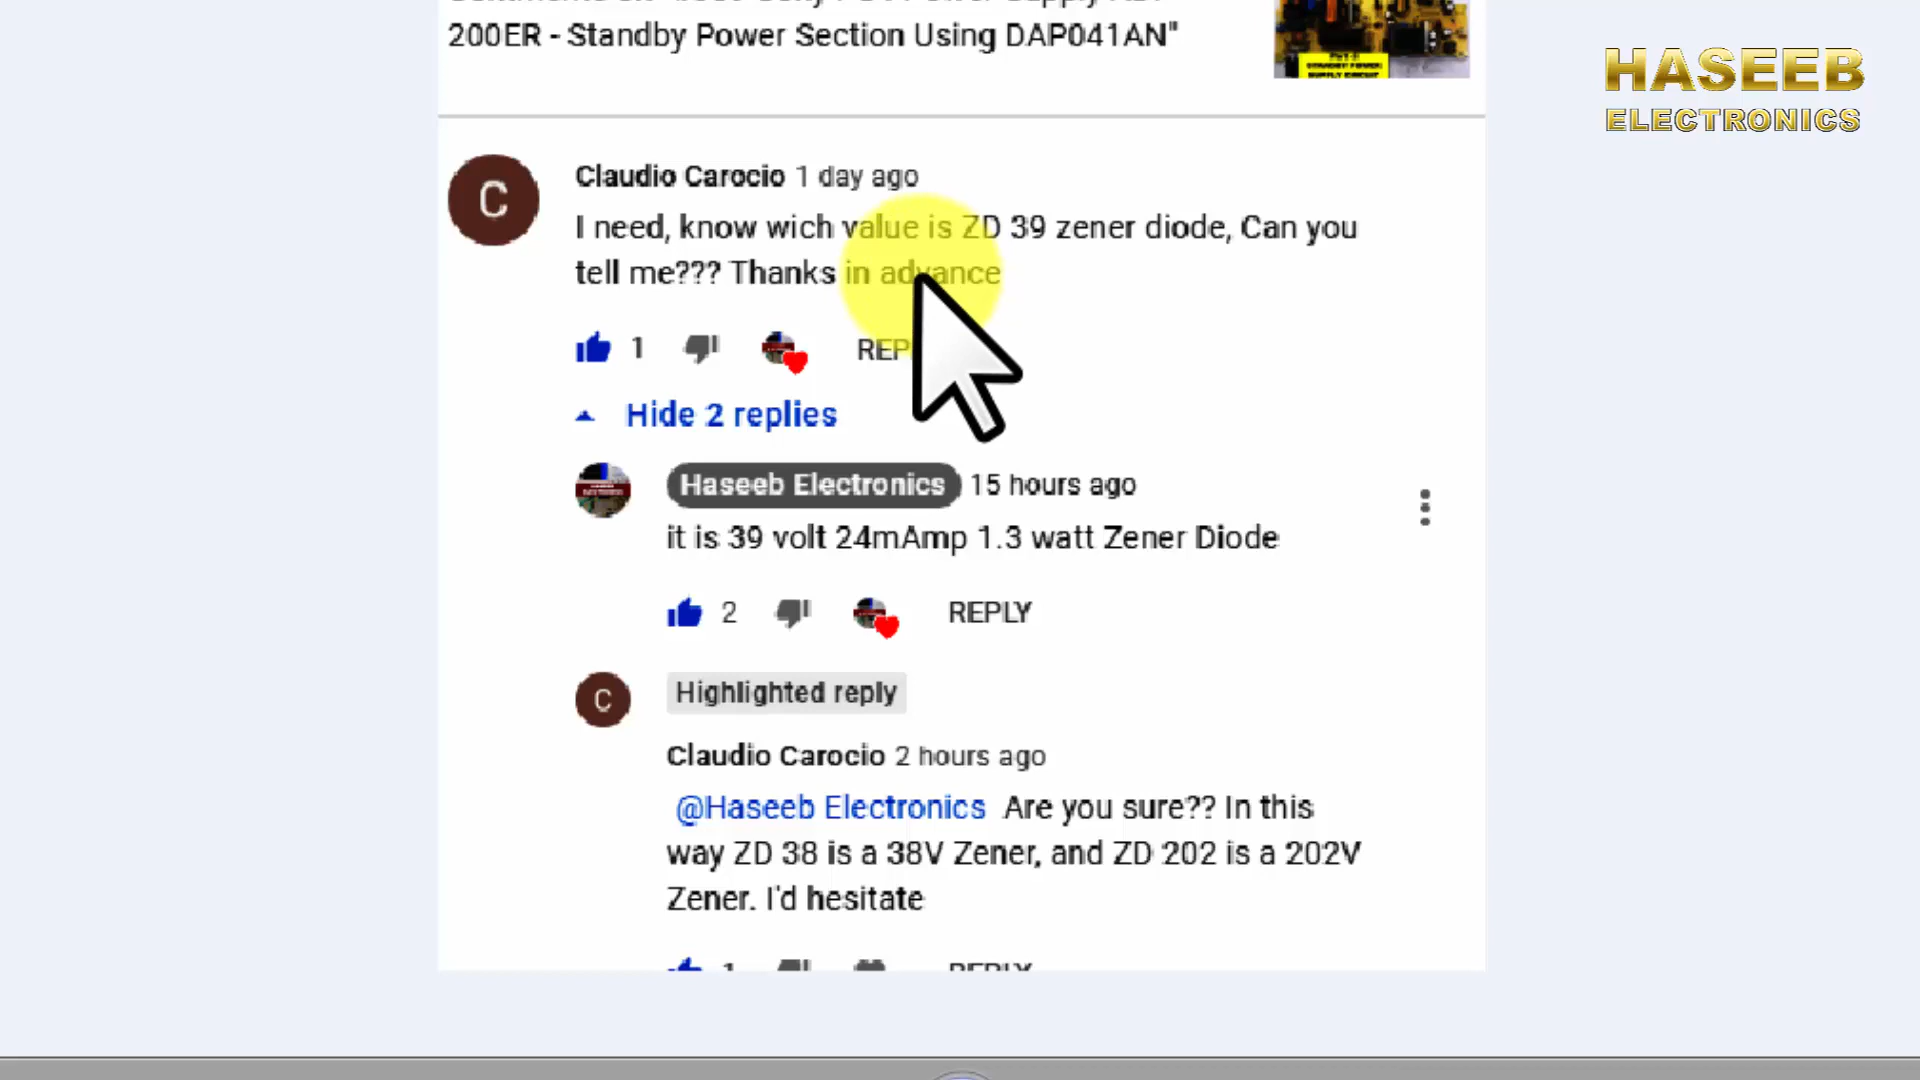 200ER - Standby Power Section Using DAP041AN"
HASEEB
ELECTRONICS
C
Claudio Carocio 1 day ago
I need, know wich value is ZD 39 zener diode, Can you
tell me??? Thanks in advance
1
REP
Hide 2 replies
Haseeb Electronics 15 hours ago
it is 39 volt 24mAmp 1.3 watt Zener Diode
2 REPLY
C
Highlighted reply
Claudio Carocio 2 hours ago
@Haseeb Electronics Are you sure?? In this
way ZD 38 is a 38V Zener, and ZD 202 is a 202V
Zener. I'd hesitate
1 REPLY